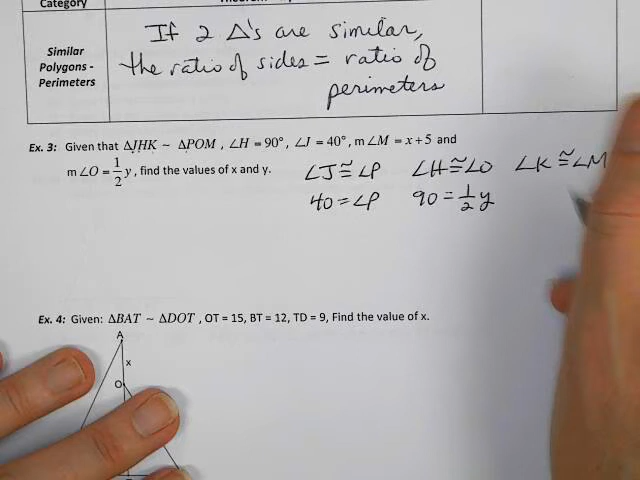 Category
Similar Polygons - Perimeters
If 2 Δ's are similar,
the ratio of sides = ratio of
perimeters
Ex. 3: Given that ΔJHK ~ ΔPOM , ∠H = 90°, ∠J = 40°, m∠M = x+5 and
m∠O = 1/2 y, find the values of x and y.
∠J ≅ ∠P ∠H ≅ ∠O ∠K ≅ ∠M
40 = ∠P 90 = 1/2 y
Ex. 4: Given: ΔBAT ~ ΔDOT , OT = 15, BT = 12, TD = 9, Find the value of x.
A
x
O